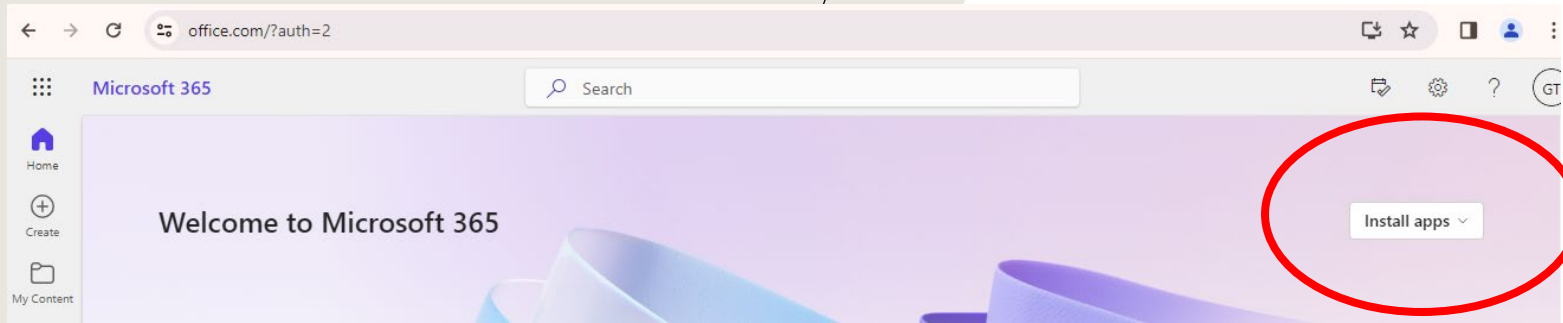 office.com/?auth=2
Microsoft 365
Search
?
GT
Home
Create
My Content
Welcome to Microsoft 365
Install apps